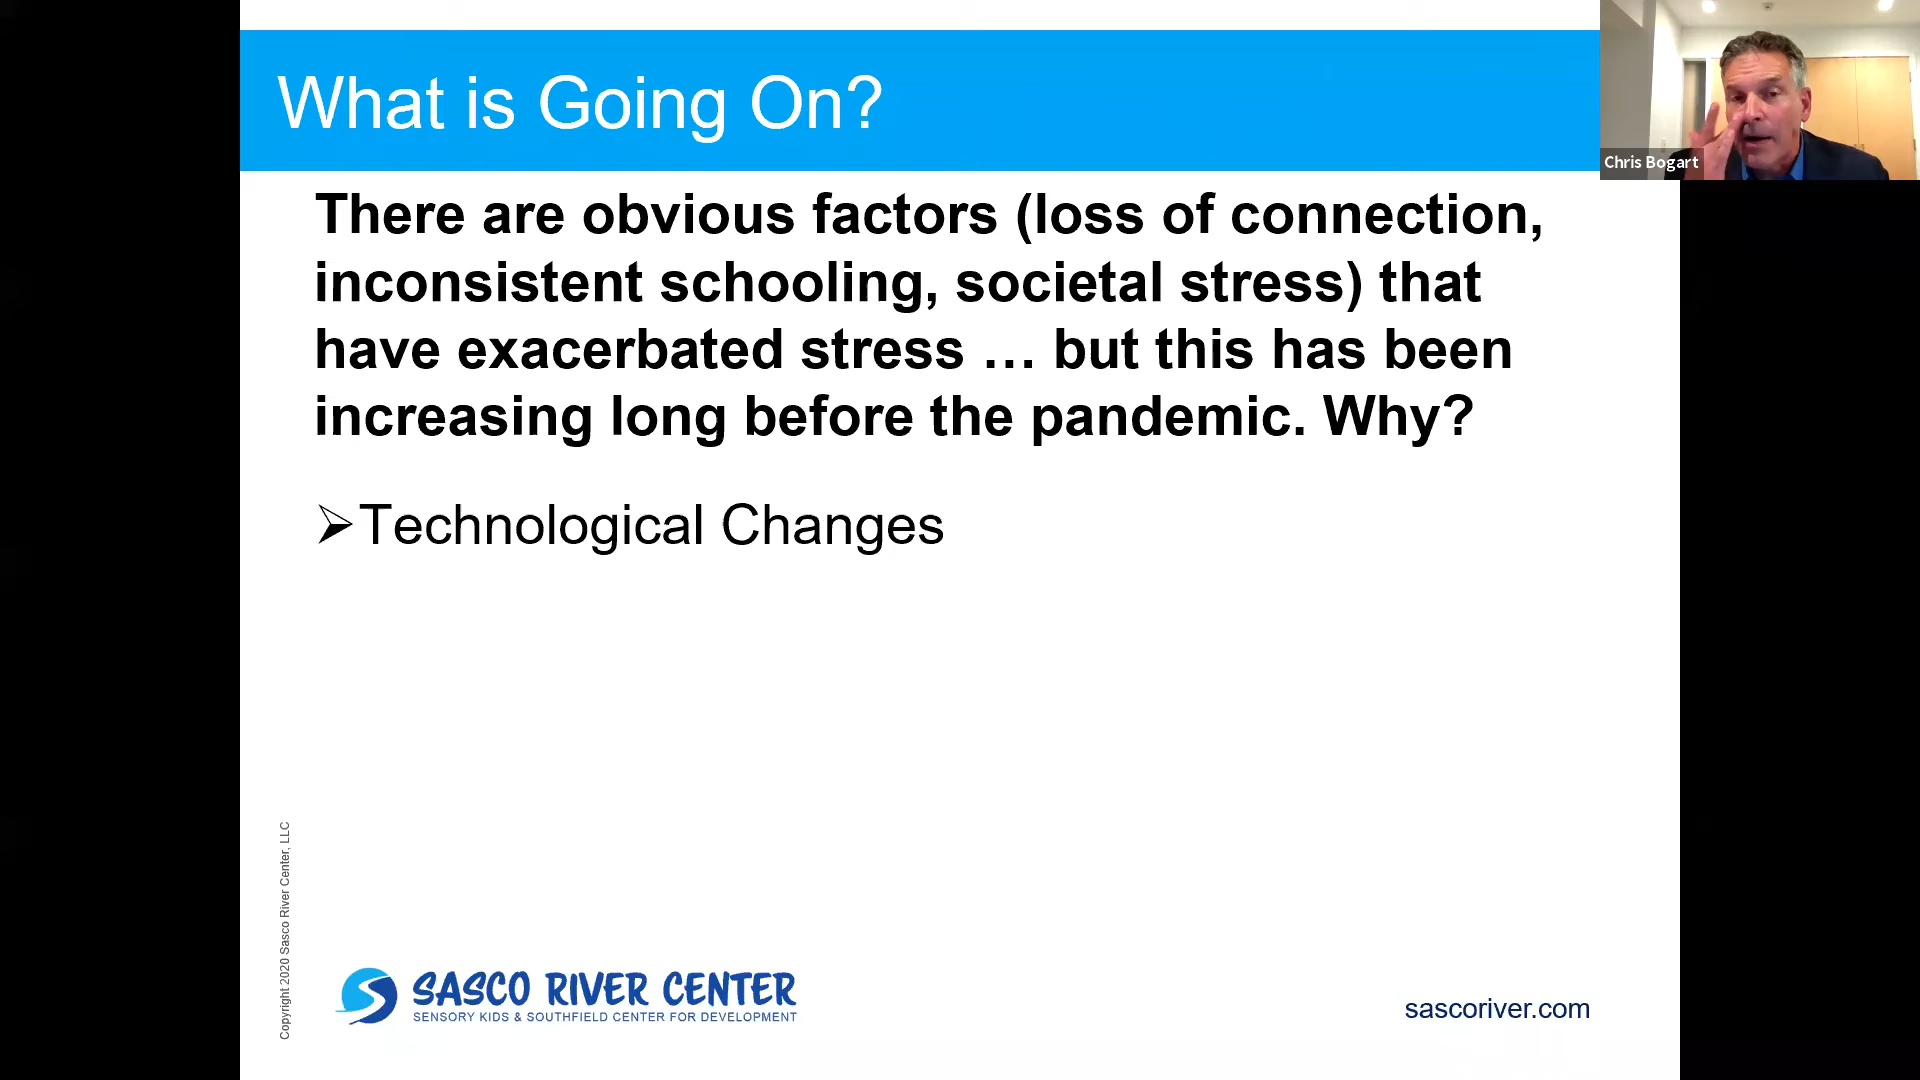 What is Going On?
Chris Bogart
There are obvious factors (loss of connection,
inconsistent schooling, societal stress) that
have exacerbated stress … but this has been
increasing long before the pandemic. Why?
➢Technological Changes
Copyright 2020 Sasco River Center, LLC
SASCO RIVER CENTER
SENSORY KIDS & SOUTHFIELD CENTER FOR DEVELOPMENT
sascoriver.com